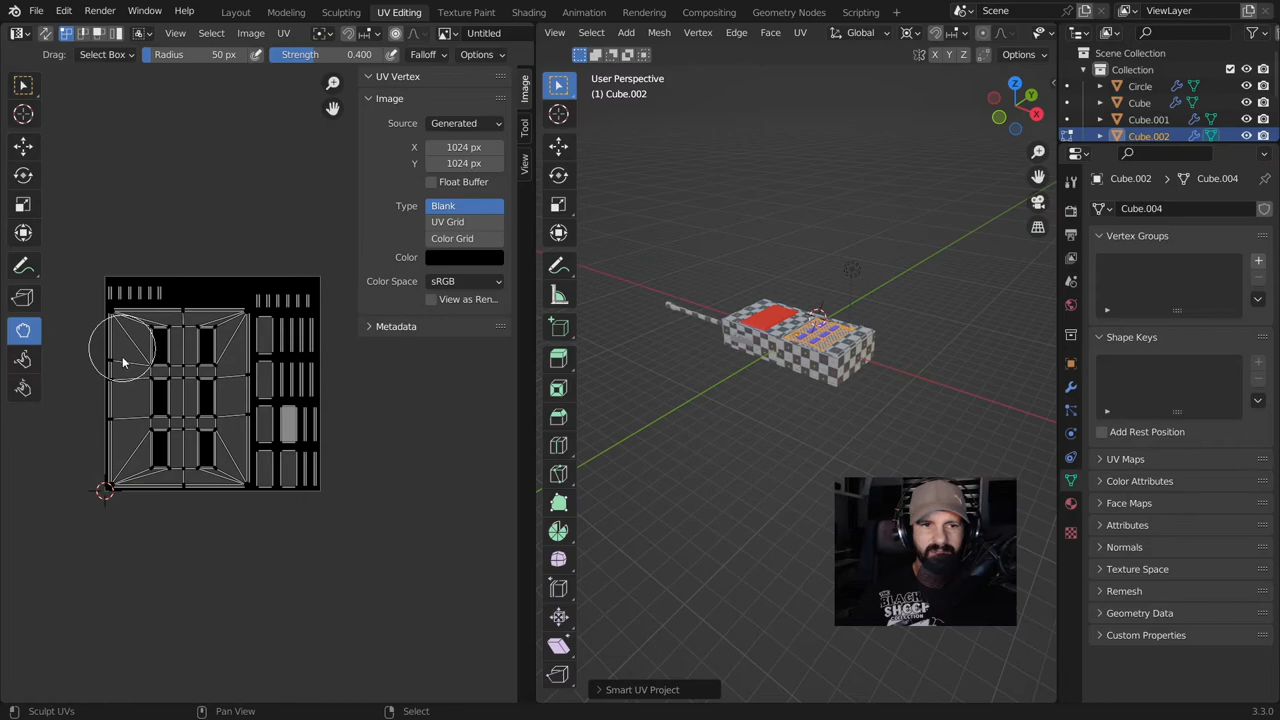 File Edit Render Window Help Layout Modeling Sculpting UV Editing Texture Paint Shading Animation Rendering Compositing Geometry Nodes Scripting Scene ViewLayer
View Select Image UV Untitled
View Select Add Mesh Vertex Edge Face UV Global
Drag: Select Box Radius 50 px Strength 0.400 Falloff Options
X Y Z Options
UV Vertex
Image
Source Generated
X 1024 px
Y 1024 px
Float Buffer
Type Blank
UV Grid
Color Grid
Color
Color Space sRGB
View as Ren...
Metadata
Image
Tool
View
User Perspective
(1) Cube.002
Z
Y
X
THE
BLACK
SHEEP
COLLECTION
Smart UV Project
Scene Collection
Collection
Circle
Cube
Cube.001
Cube.002
Cube.002 Cube.004
Cube.004
Vertex Groups
Shape Keys
Add Rest Position
UV Maps
Color Attributes
Face Maps
Attributes
Normals
Texture Space
Remesh
Geometry Data
Custom Properties
Sculpt UVs Pan View Select 3.3.0